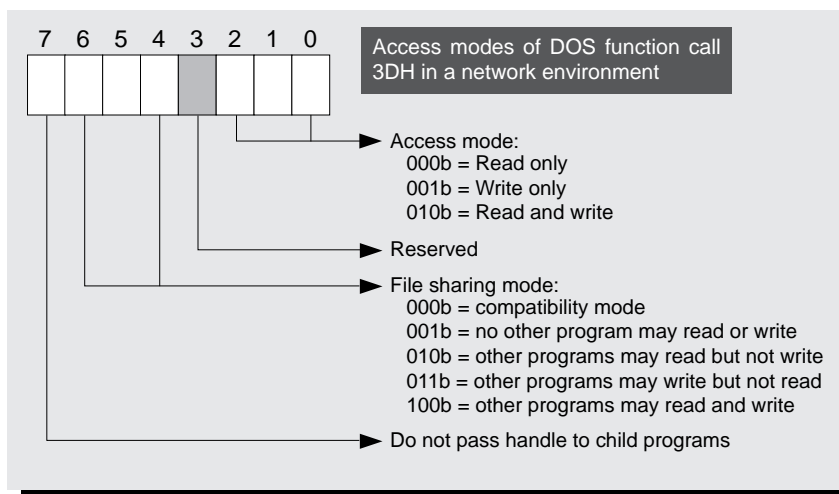 7 6 5 4 3 2 1 0
Access modes of DOS function call
3DH in a network environment
Access mode:
000b = Read only
001b = Write only
010b = Read and write
Reserved
File sharing mode:
000b = compatibility mode
001b = no other program may read or write
010b = other programs may read but not write
011b = other programs may write but not read
100b = other programs may read and write
Do not pass handle to child programs